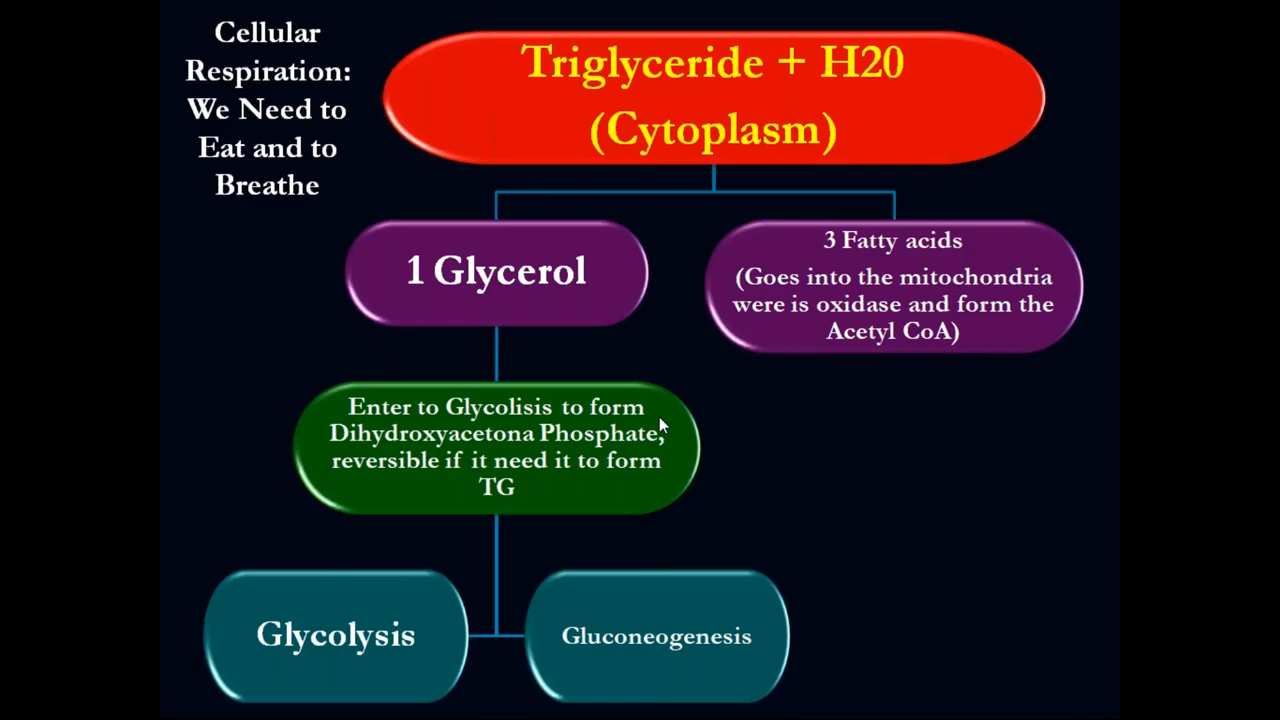 Cellular
Respiration:
We Need to
Eat and to
Breathe
Triglyceride + H20
(Cytoplasm)
1 Glycerol
3 Fatty acids
(Goes into the mitochondria
were is oxidase and form the
Acetyl CoA)
Enter to Glycolisis to form
Dihydroxyacetona Phosphate,
reversible if it need it to form
TG
Glycolysis
Gluconeogenesis